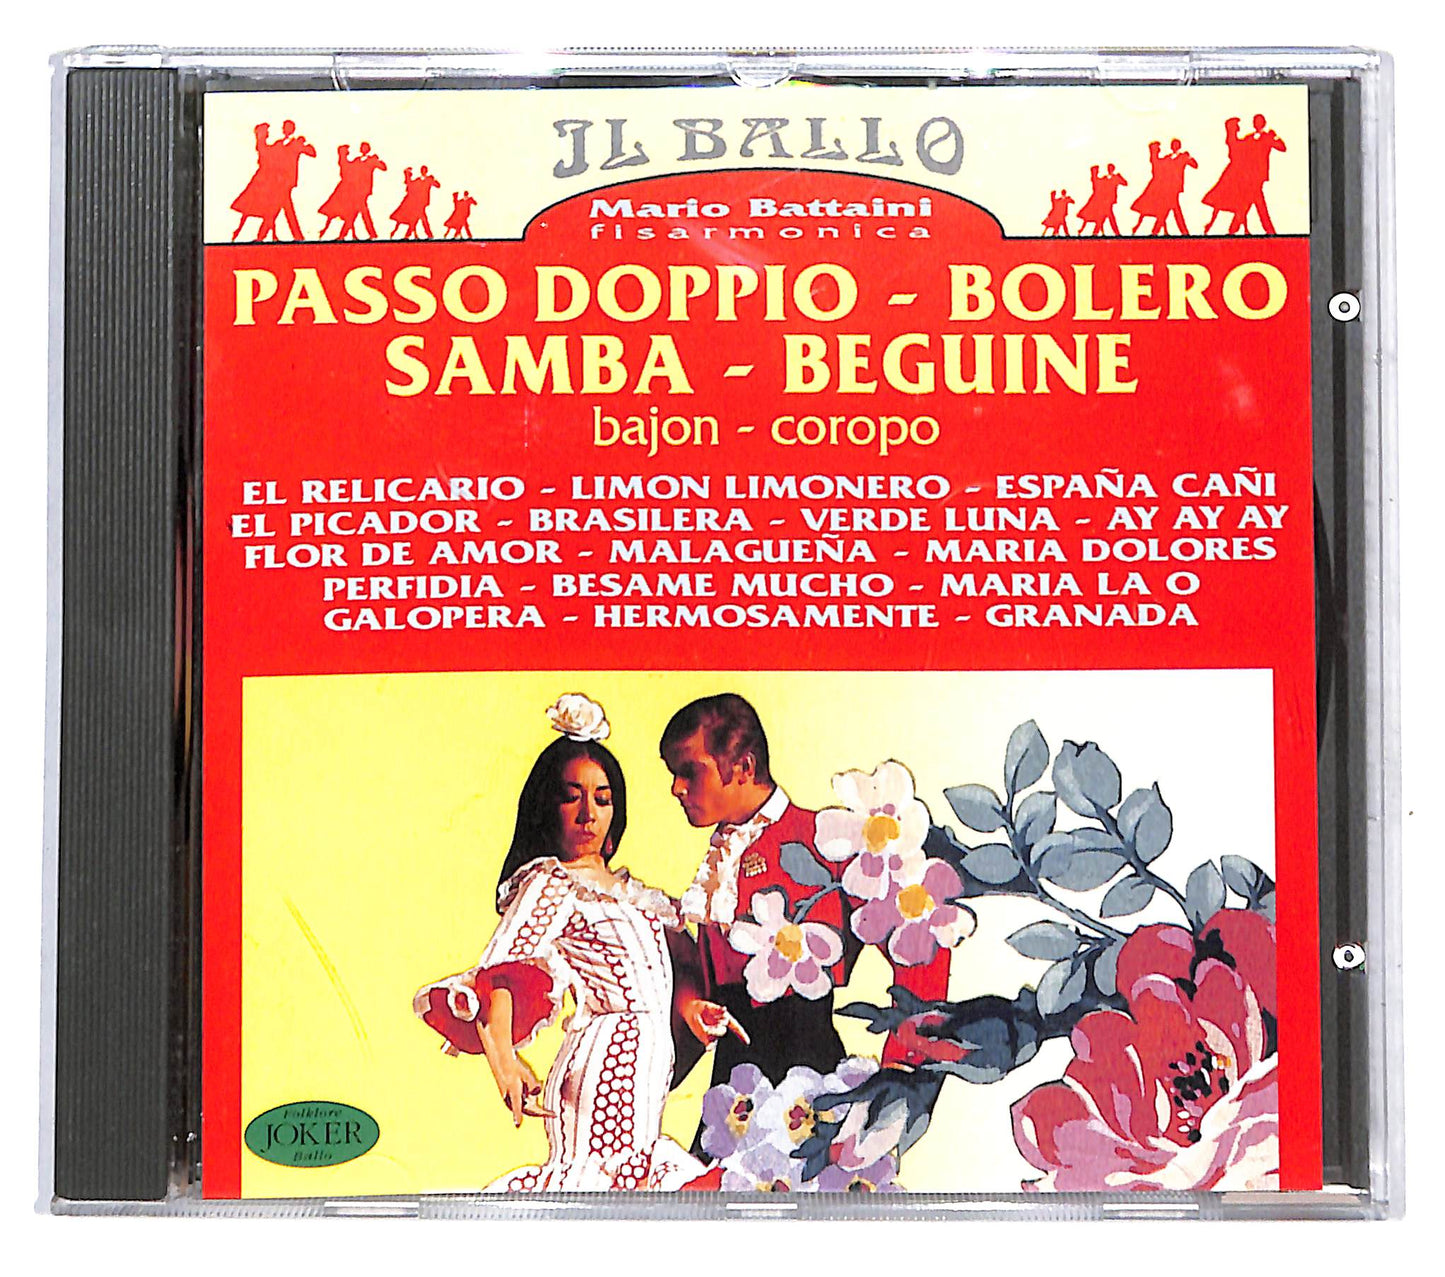 IL BALLO
Mario Battaini
fisarmonica
PASSO DOPPIO - BOLERO
SAMBA - BEGUINE
bajon - coropo
EL RELICARIO - LIMON LIMONERO - ESPAÑA CAÑI
EL PICADOR - BRASILERA - VERDE LUNA - AY AY AY
FLOR DE AMOR - MALAGUEÑA - MARIA DOLORES
PERFIDIA - BESAME MUCHO - MARIA LA O
GALOPERA - HERMOSAMENTE - GRANADA
Folklore
JOKER
Ballo